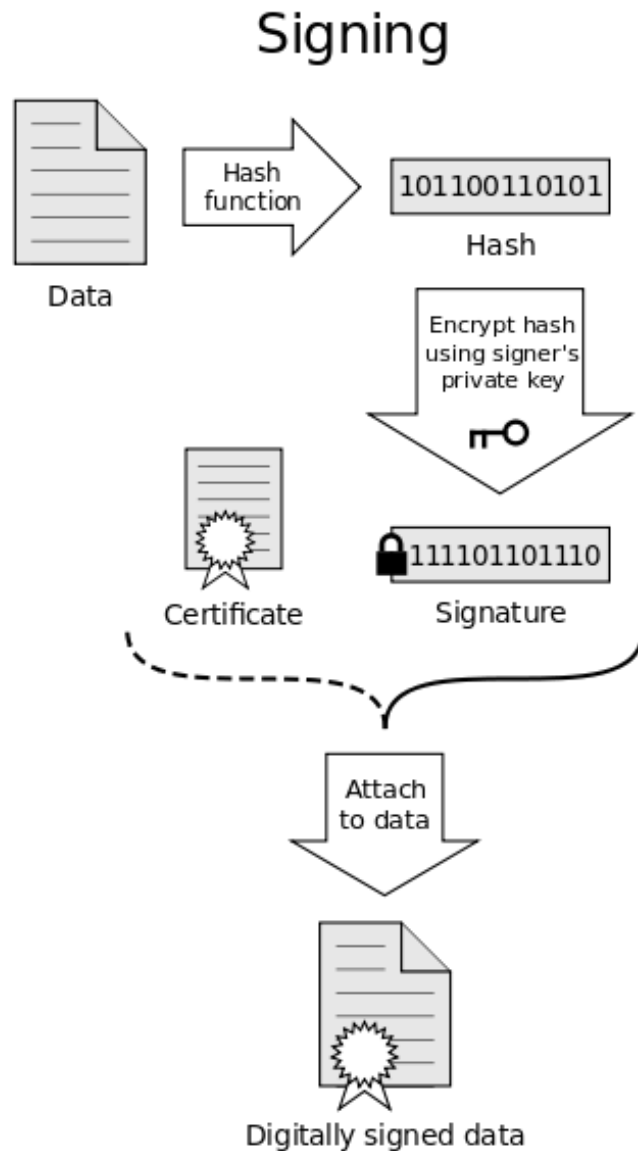 Signing
Hash
function
101100110101
Data
Hash
Encrypt hash
using signer's
private key
111101101110
Certificate
Signature
Attach
to data
Digitally signed data